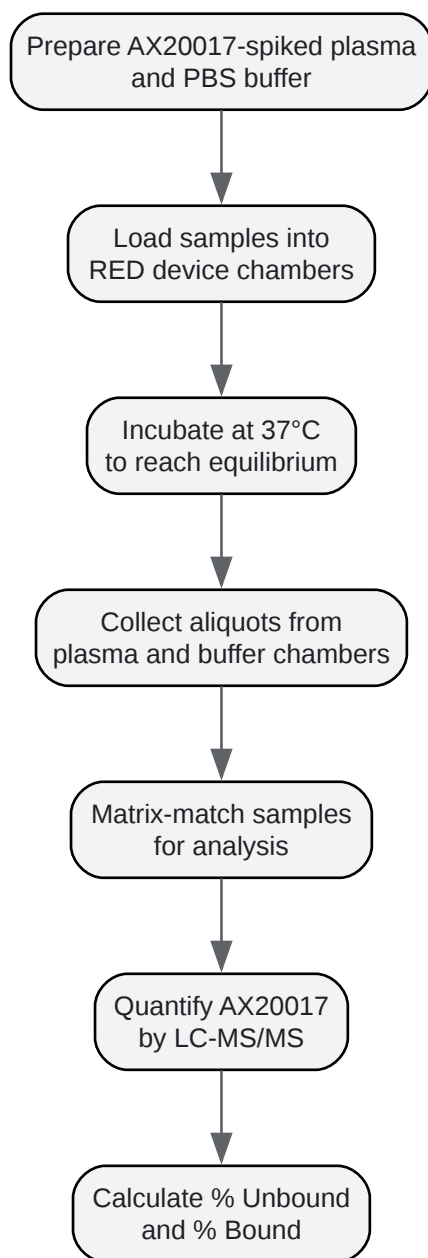 Prepare AX20017-spiked plasma
and PBS buffer
Load samples into
RED device chambers
Incubate at 37°C
to reach equilibrium
Collect aliquots from
plasma and buffer chambers
Matrix-match samples
for analysis
Quantify AX20017
by LC-MS/MS
Calculate % Unbound
and % Bound